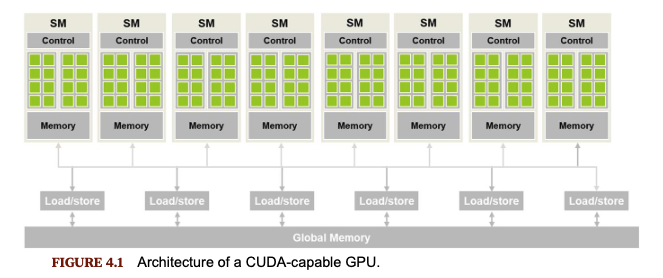 SM SM SM SM SM SM SM SM
Control Control Control Control Control Control Control Control
Memory Memory Memory Memory Memory Memory Memory Memory
Load/store Load/store Load/store Load/store Load/store Load/store
Global Memory
FIGURE 4.1 Architecture of a CUDA-capable GPU.